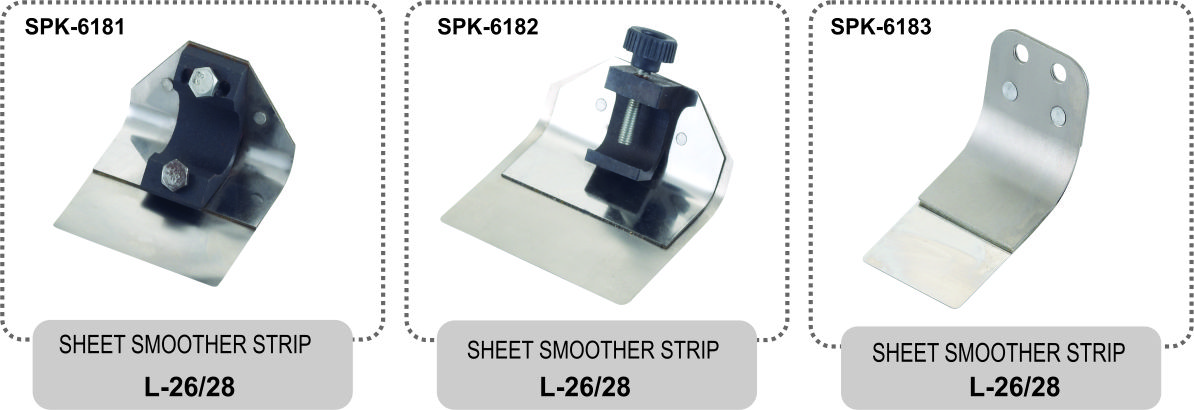 SPK-6181
SHEET SMOOTHER STRIP
L-26/28
SPK-6182
SHEET SMOOTHER STRIP
L-26/28
SPK-6183
SHEET SMOOTHER STRIP
L-26/28